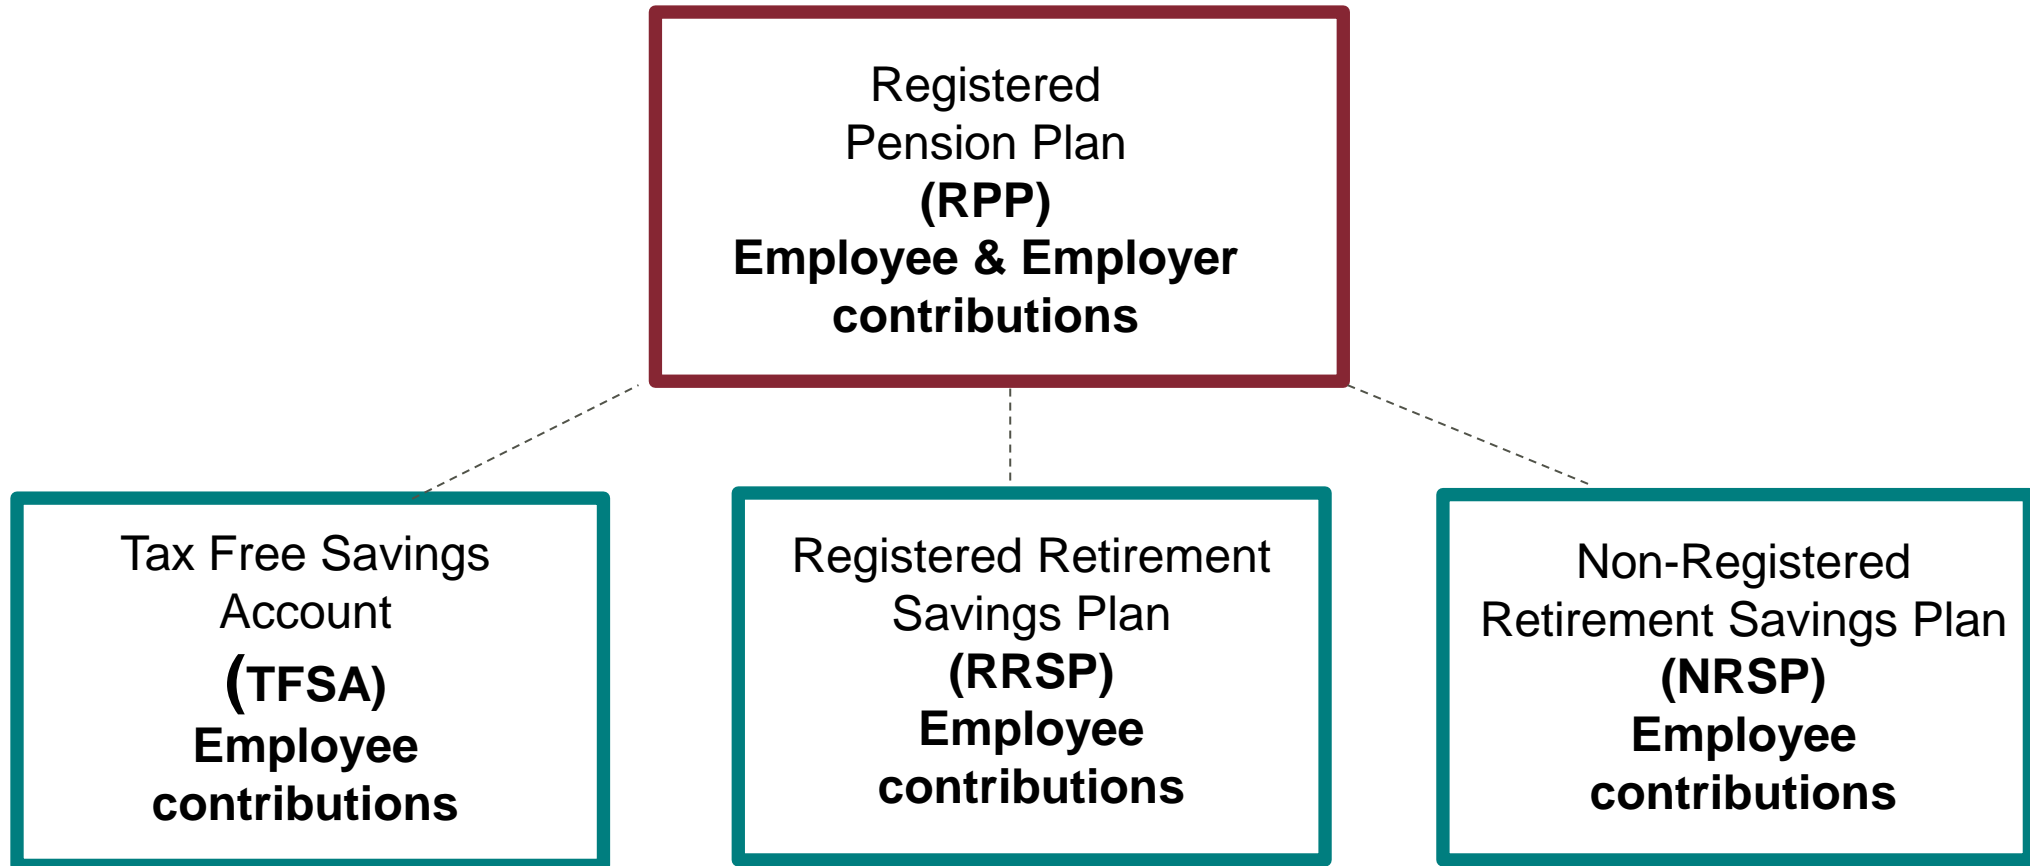 Registered
Pension Plan
(RPP)
Employee & Employer
contributions
Tax Free Savings
Account
(TFSA)
Employee
contributions
Registered Retirement
Savings Plan
(RRSP)
Employee
contributions
Non-Registered
Retirement Savings Plan
(NRSP)
Employee
contributions